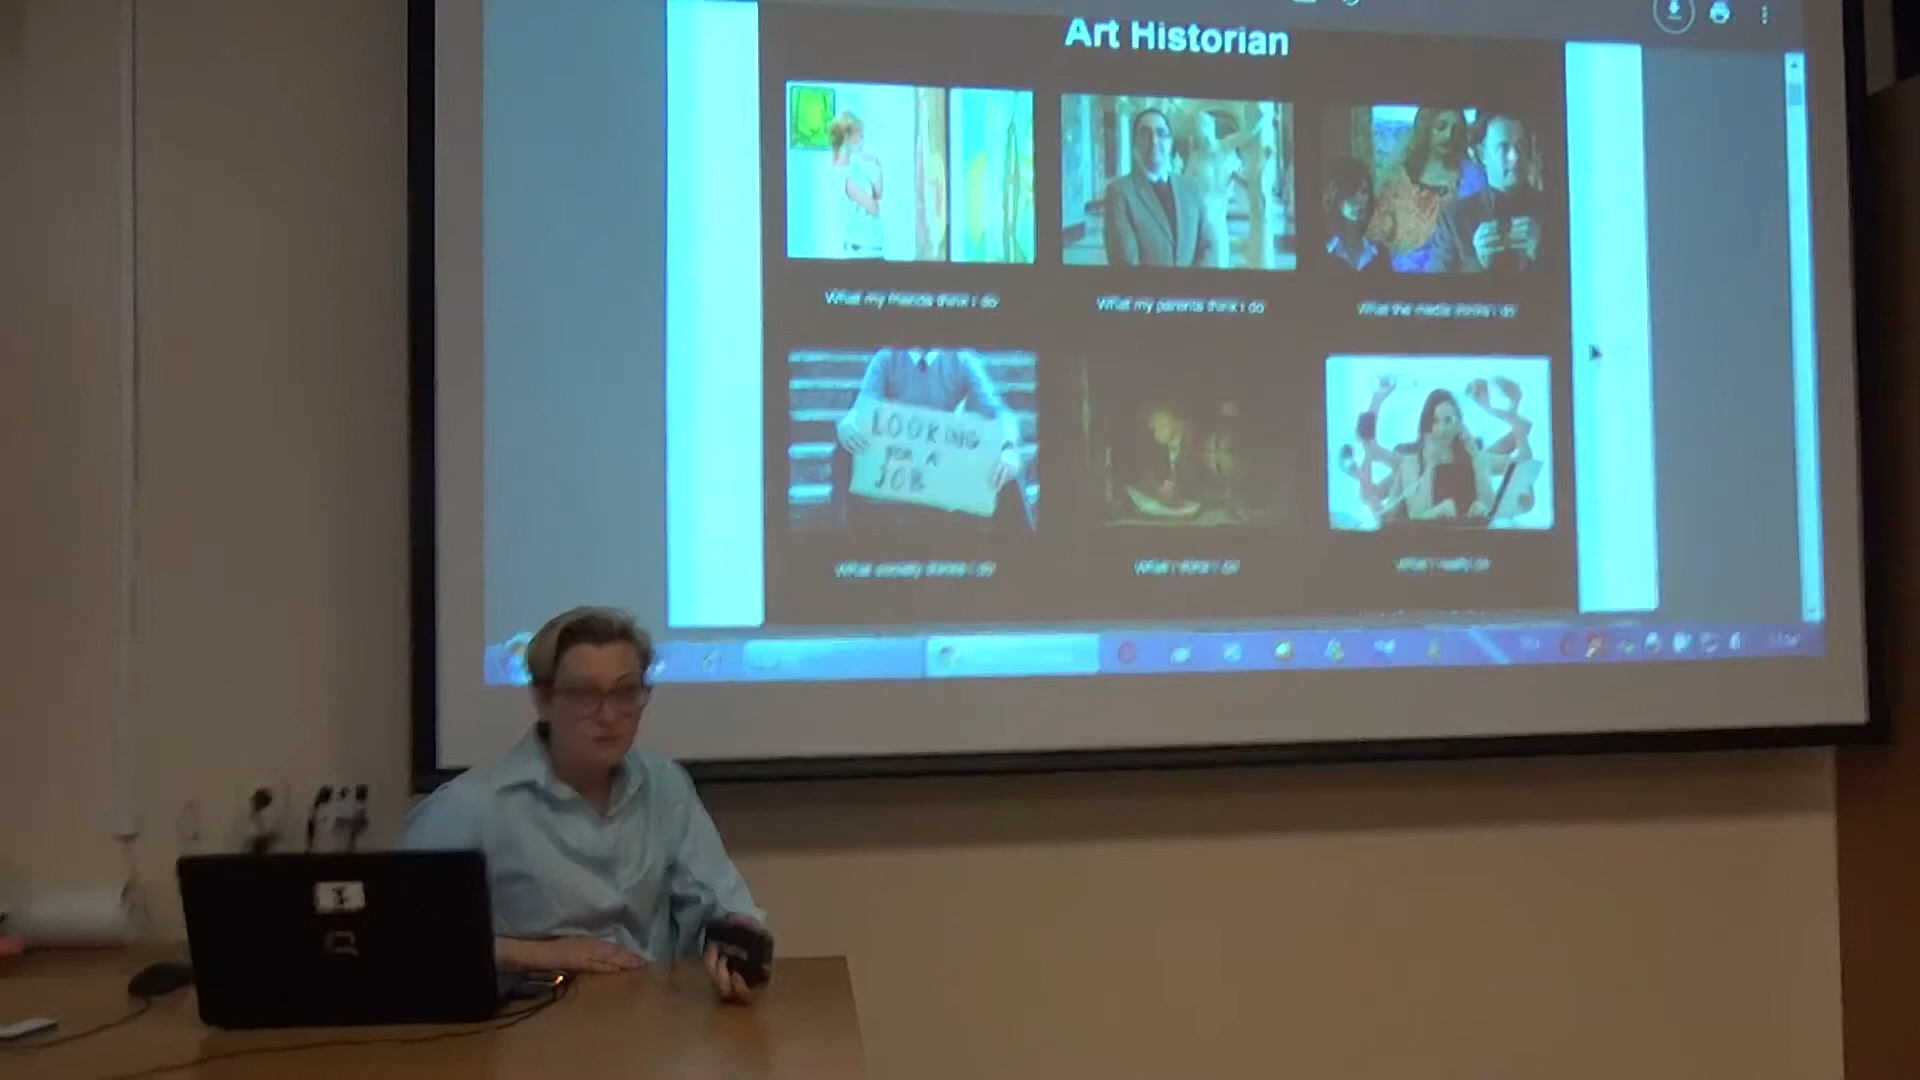 Art Historian
What my friends think I do
What my parents think I do
What the media thinks I do
LOOKING
FOR A
JOB
What society thinks I do
What I think I do
What I really do